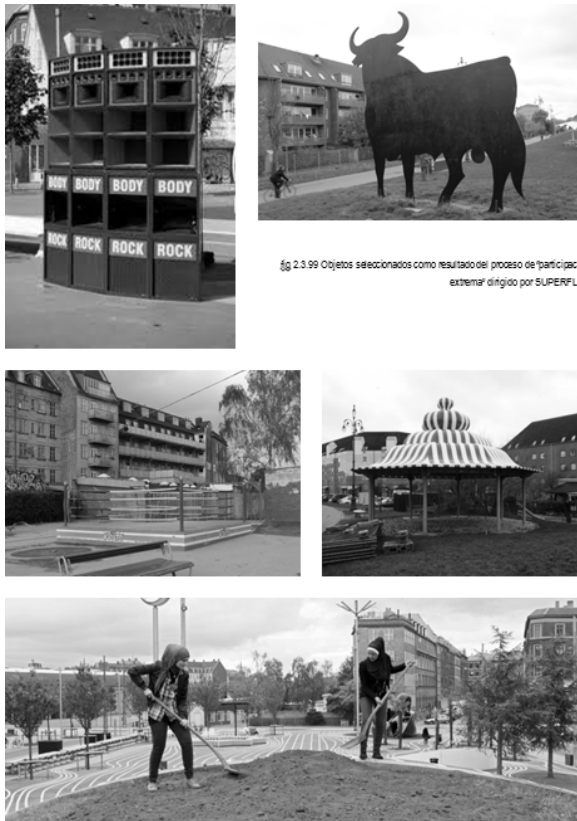 BODY BODY BODY BODY
ROCK ROCK ROCK ROCK
fig 2.3.99 Objetos seleccionados como resultado del proceso de "participac
extrema" dirigido por SUPERFL